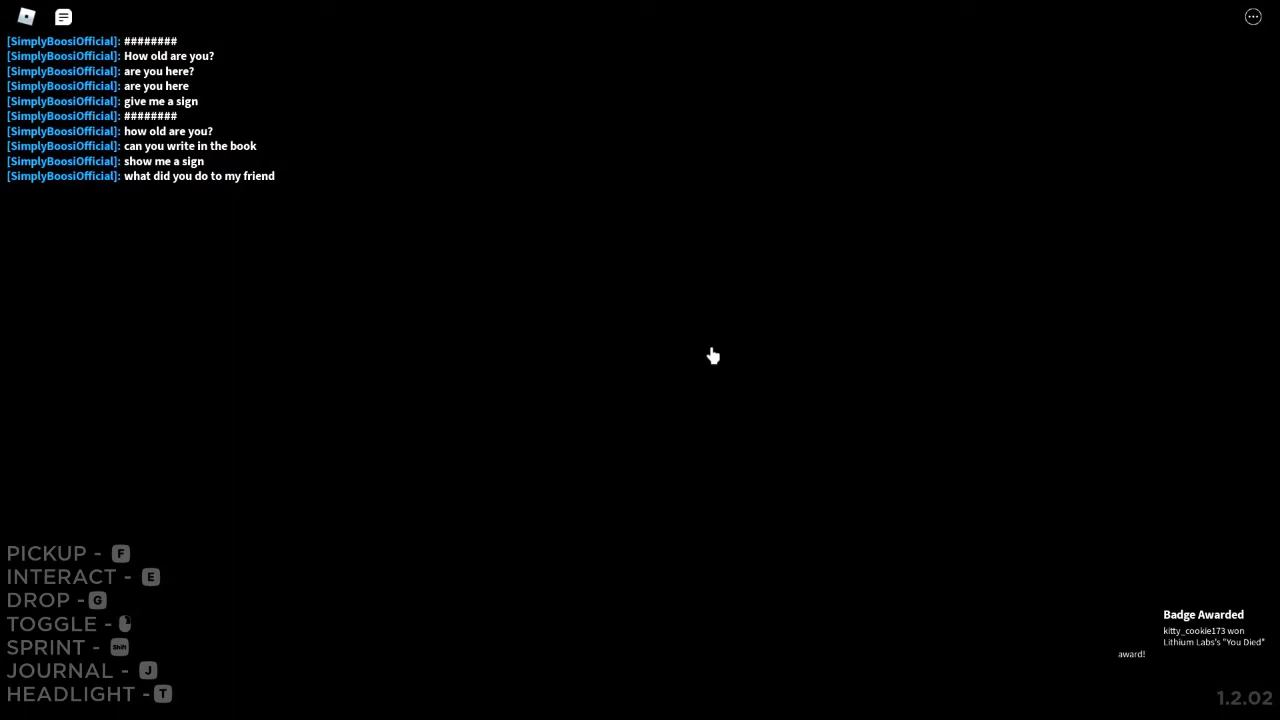 [SimplyBoosiOfficial]: ########
[SimplyBoosiOfficial]: How old are you?
[SimplyBoosiOfficial]: are you here?
[SimplyBoosiOfficial]: are you here
[SimplyBoosiOfficial]: give me a sign
[SimplyBoosiOfficial]: ########
[SimplyBoosiOfficial]: how old are you?
[SimplyBoosiOfficial]: can you write in the book
[SimplyBoosiOfficial]: show me a sign
[SimplyBoosiOfficial]: what did you do to my friend
PICKUP - F
INTERACT - E
DROP - G
TOGGLE -
SPRINT - Shift
JOURNAL - J
HEADLIGHT - T
Badge Awarded
kitty_cookie173 won
Lithium Labs's "You Died"
award!
1.2.02